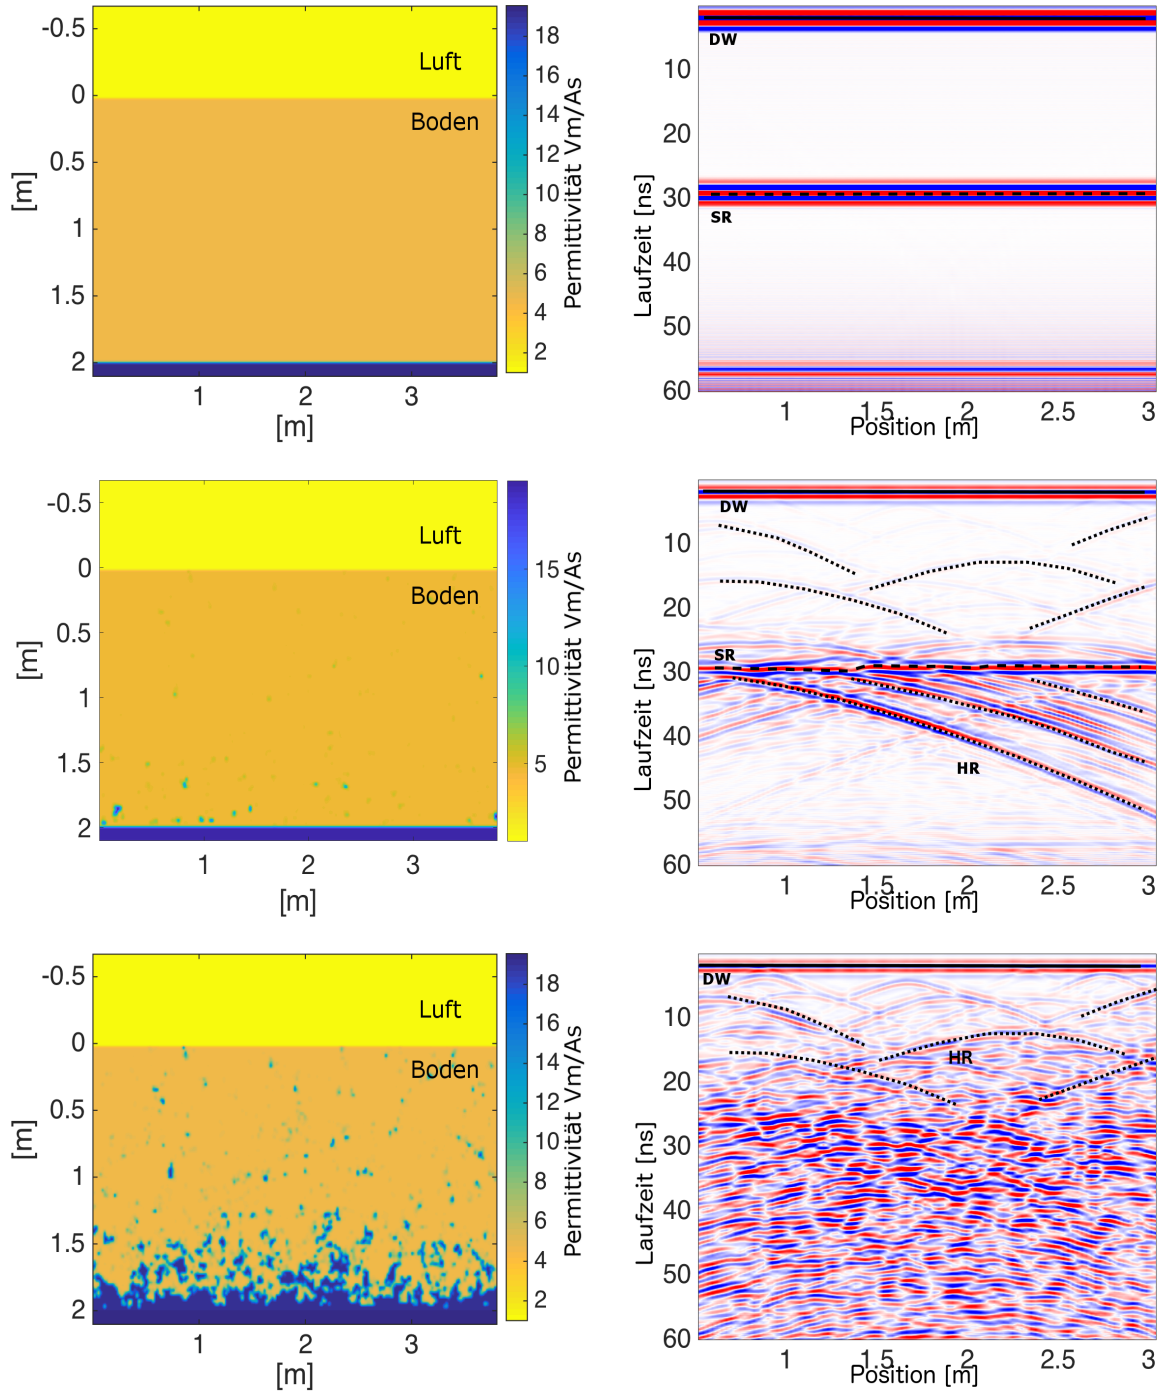 -0.5
0
0.5
1
1.5
2
[m]
1 2 3
[m]
Luft
Boden
18
16
14
12
10
8
6
4
2
Permittivität Vm/As
DW
SR
10
20
30
40
50
60
Laufzeit [ns]
1 1.5 2 2.5 3
Position [m]
-0.5
0
0.5
1
1.5
2
[m]
1 2 3
[m]
Luft
Boden
15
10
5
Permittivität Vm/As
DW
SR
HR
10
20
30
40
50
60
Laufzeit [ns]
1 1.5 2 2.5 3
Position [m]
-0.5
0
0.5
1
1.5
2
[m]
1 2 3
[m]
Luft
Boden
18
16
14
12
10
8
6
4
2
Permittivität Vm/As
DW
HR
10
20
30
40
50
60
Laufzeit [ns]
1 1.5 2 2.5 3
Position [m]